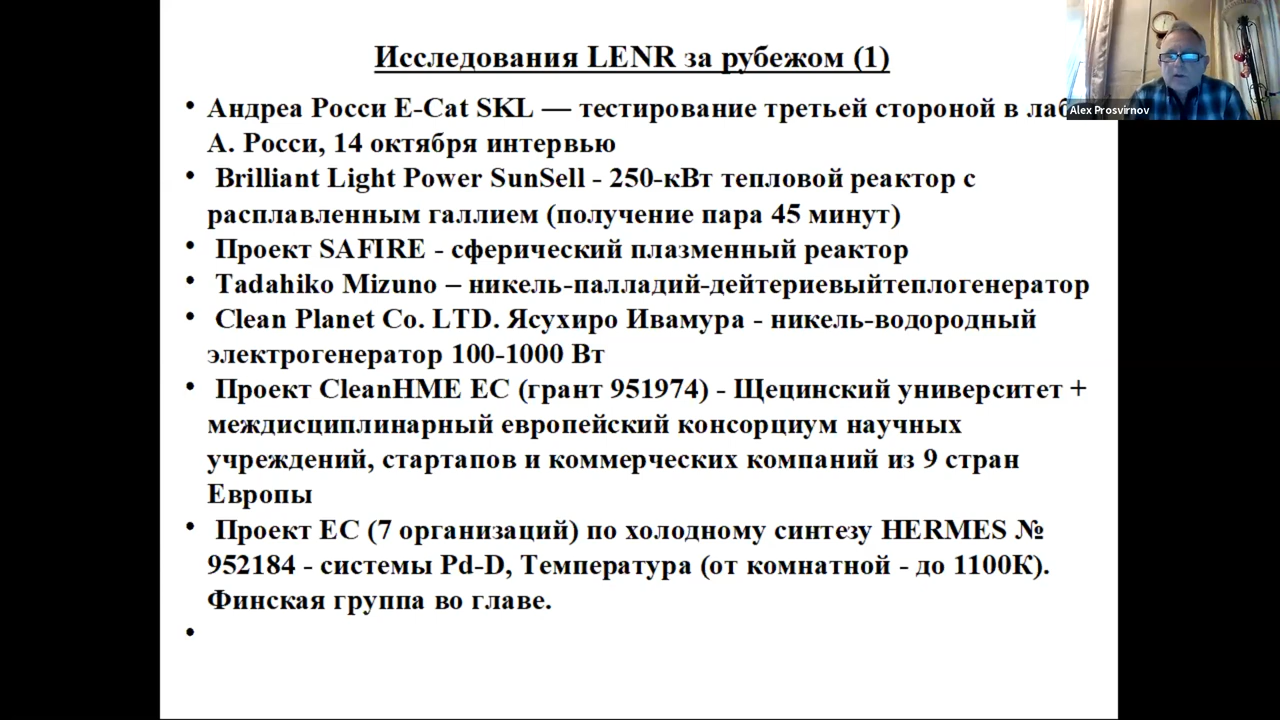 Исследования LENR за рубежом (1)
• Андреа Росси E-Cat SKL — тестирование третьей стороной в лаб
А. Росси, 14 октября интервью
• Brilliant Light Power SunSell - 250-кВт тепловой реактор с
расплавленным галлием (получение пара 45 минут)
• Проект SAFIRE - сферический плазменный реактор
• Tadahiko Mizuno – никель-палладий-дейтериевыйтеплогенератор
• Clean Planet Co. LTD. Ясухиро Ивамура - никель-водородный
электрогенератор 100-1000 Вт
• Проект CleanHME ЕС (грант 951974) - Щецинский университет +
междисциплинарный европейский консорциум научных
учреждений, стартапов и коммерческих компаний из 9 стран
Европы
• Проект ЕС (7 организаций) по холодному синтезу HERMES №
952184 - системы Pd-D, Температура (от комнатной - до 1100К).
Финская группа во главе.
•
Alex Prosvirnov